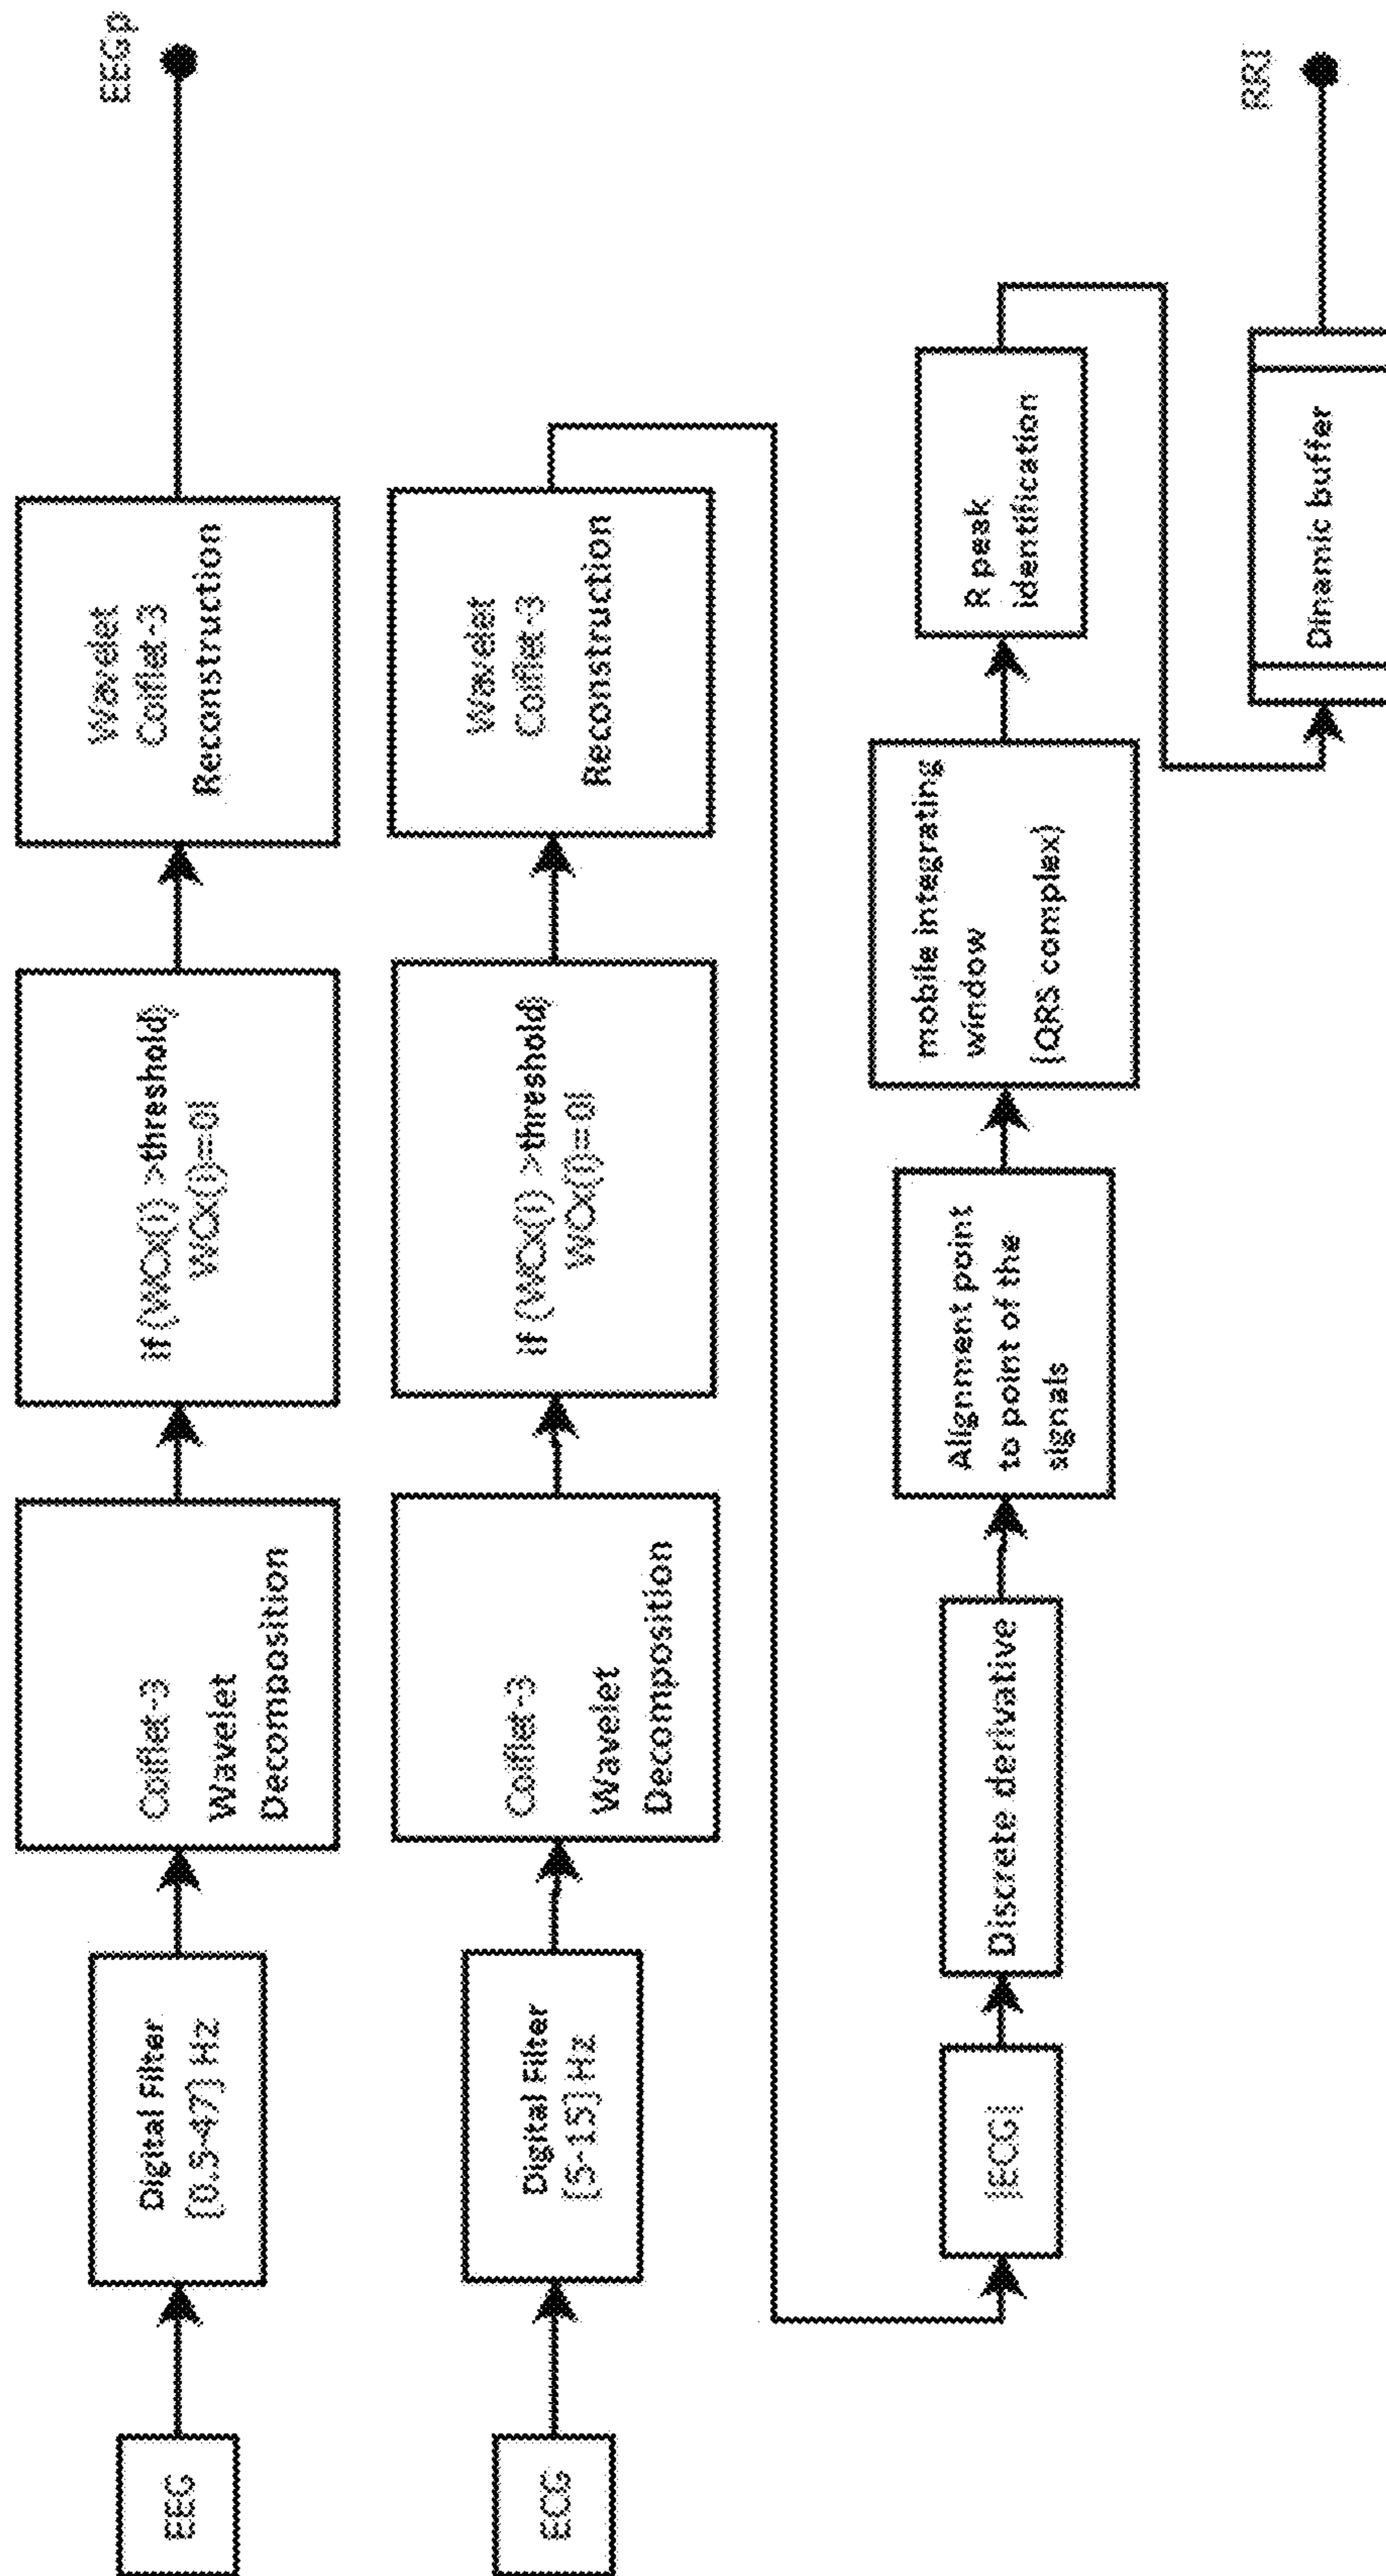 EEG
Digital Filter
[0.5-47] Hz
Coiflet-3
Wavelet
Decomposition
if (WCx(i) >threshold)
WCx(i)=0l
Wavelet
Coiflet-3
Reconstruction
EEGp
ECG
Digital Filter
[5-15] Hz
Coiflet-3
Wavelet
Decomposition
if (WCx(i) >threshold)
WCx(i)=0l
Wavelet
Coiflet-3
Reconstruction
|ECG|
Discrete derivative
Alignment point
to point of the
signals
mobile integrating
window
(QRS complex)
R peak
identification
Dinamic buffer
RRI